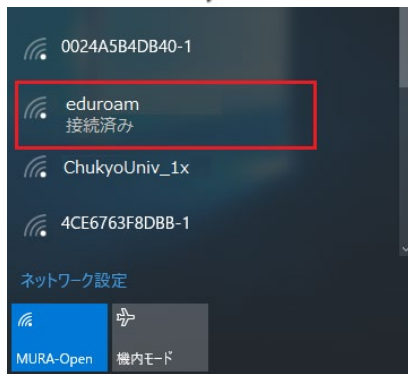 0024A5B4DB40-1
eduroam
接続済み
ChukyoUniv_1x
4CE6763F8DBB-1
ネットワーク設定
MURA-Open
機内モード